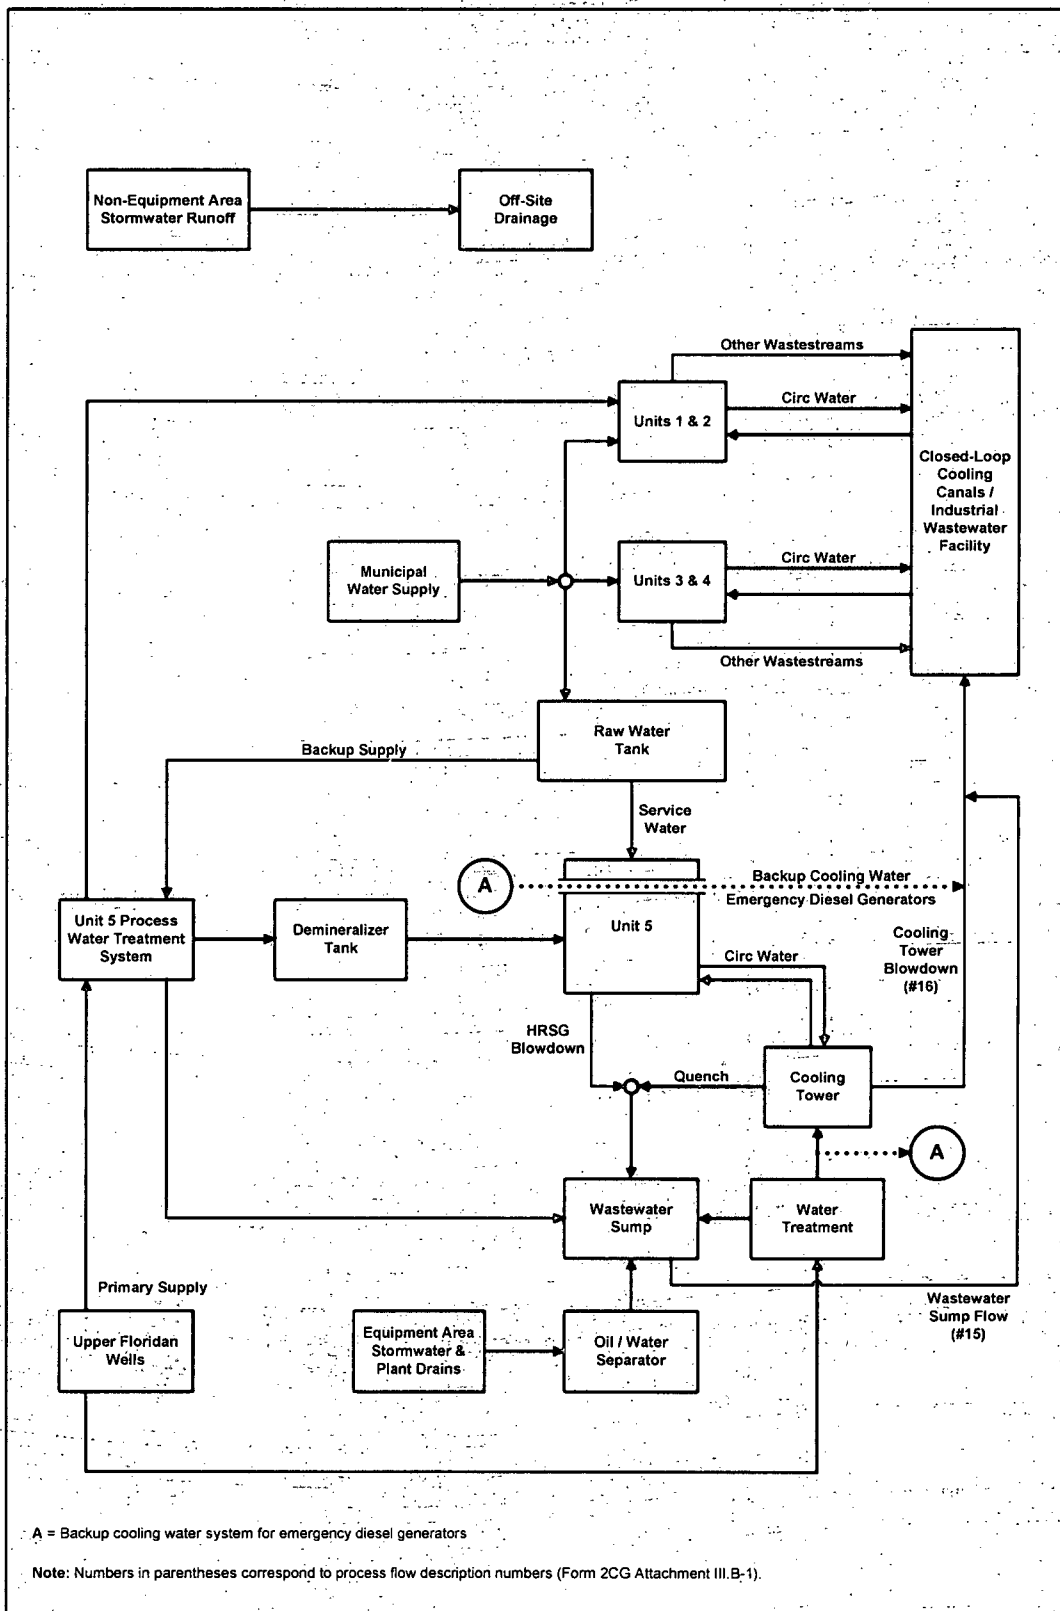 Non-Equipment Area
Stormwater Runoff
Off-Site
Drainage
Other Wastestreams
Units 1 & 2
Circ Water
Closed-Loop
Cooling
Canals /
Industrial
Wastewater
Facility
Municipal
Water Supply
Units 3 & 4
Circ Water
Other Wastestreams
Raw Water
Tank
Backup Supply
Service
Water
A
Backup Cooling Water
Emergency Diesel Generators
Unit 5 Process
Water Treatment
System
Demineralizer
Tank
Unit 5
Cooling
Tower
Blowdown
(#16)
Circ Water
HRSG
Blowdown
Quench
Cooling
Tower
A
Wastewater
Sump
Water
Treatment
Primary Supply
Wastewater
Sump Flow
(#15)
Upper Floridan
Wells
Equipment Area
Stormwater &
Plant Drains
Oil / Water
Separator
A = Backup cooling water system for emergency diesel generators
Note: Numbers in parentheses correspond to process flow description numbers (Form 2CG Attachment III.B-1).